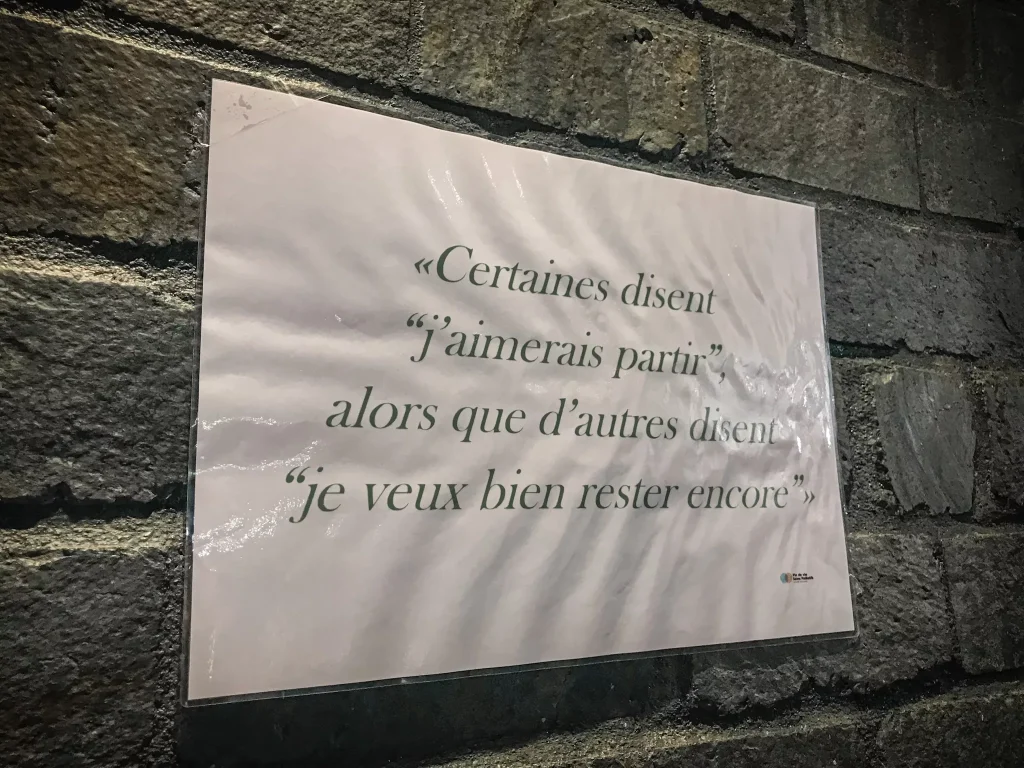 «Certaines disent
“j’aimerais partir”,
alors que d’autres disent
“je veux bien rester encore”»